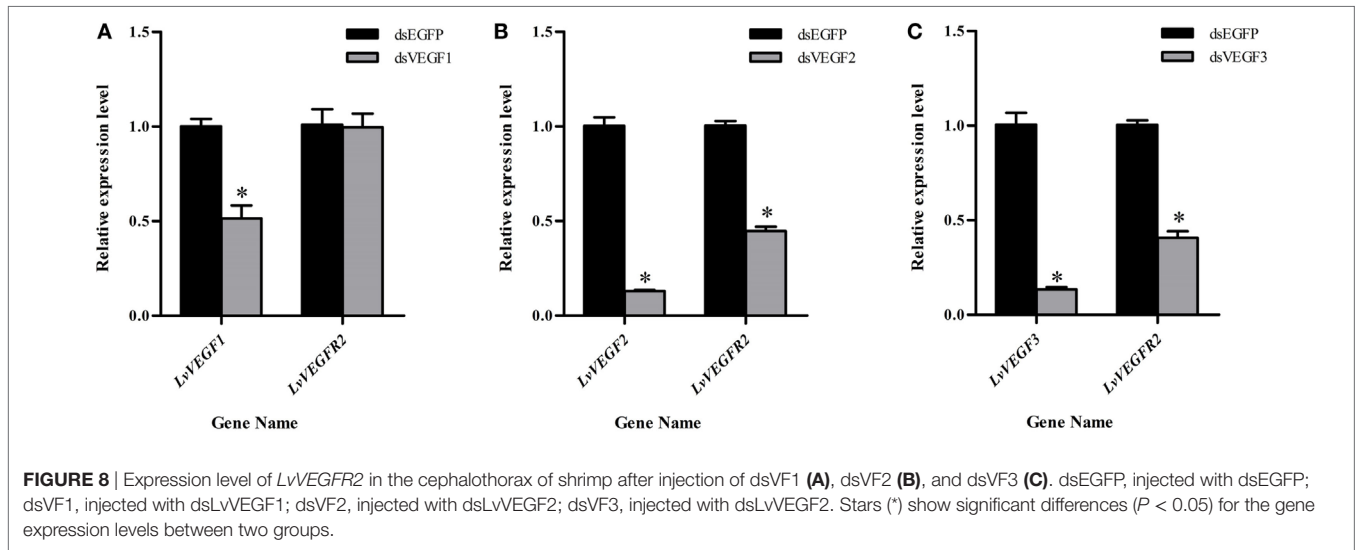 A
1.5
1.0
0.5
0.0
Relative expression level
dsEGFP
dsVEGF1
*
LvVEGF1
LvVEGFR2
Gene Name
B
1.5
1.0
0.5
0.0
Relative expression level
dsEGFP
dsVEGF2
*
*
LvVEGF2
LvVEGFR2
Gene Name
C
1.5
1.0
0.5
0.0
Relative expression level
dsEGFP
dsVEGF3
*
*
LvVEGF3
LvVEGFR2
Gene Name
FIGURE 8 | Expression level of LvVEGFR2 in the cephalothorax of shrimp after injection of dsVF1 (A), dsVF2 (B), and dsVF3 (C). dsEGFP, injected with dsEGFP;
dsVF1, injected with dsLvVEGF1; dsVF2, injected with dsLvVEGF2; dsVF3, injected with dsLvVEGF2. Stars (*) show significant differences (P < 0.05) for the gene
expression levels between two groups.